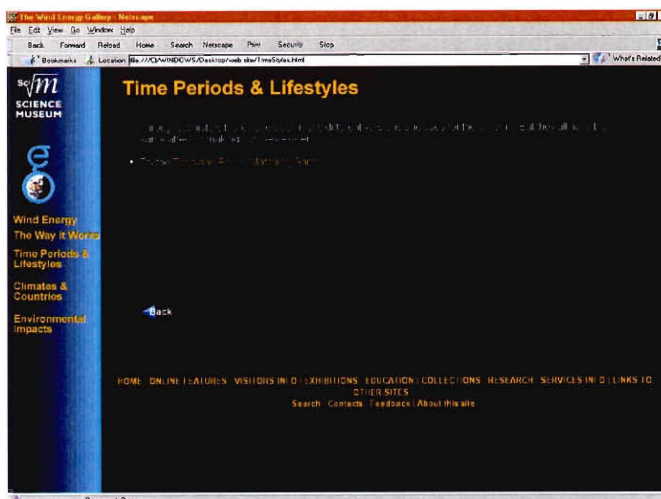 The Wind Energy Gallery - Netscape
File Edit View Go Window Help
Back Forward Reload Home Search Netscape Print Security Stop
Bookmarks Location: file:///C|/WINDOWS/Desktop/web site/TimeStyles.html What's Related
SCIENCE
MUSEUM
Time Periods & Lifestyles
Wind Energy
The Way it Works
Time Periods &
Lifestyles
Climates &
Countries
Environmental
Impacts
Back
HOME ONLINE FEATURES VISITORS INFO EXHIBITIONS EDUCATION | COLLECTIONS RESEARCH SERVICES INFO | LINKS TO
OTHER SITES
Search Contacts Feedback | About this site